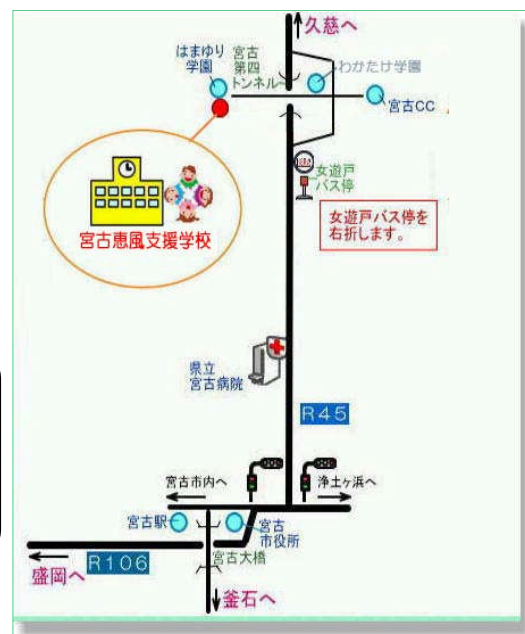 久慈へ
はまゆり
学園
宮古
第四
トンネル
わかたけ学園
宮古CC
女遊戸
バス停
女遊戸バス停を
右折します。
宮古恵風支援学校
県立
宮古病院
R45
宮古市内へ
浄土ヶ浜へ
宮古駅
宮古
市役所
宮古大橋
R106
盛岡へ
釜石へ